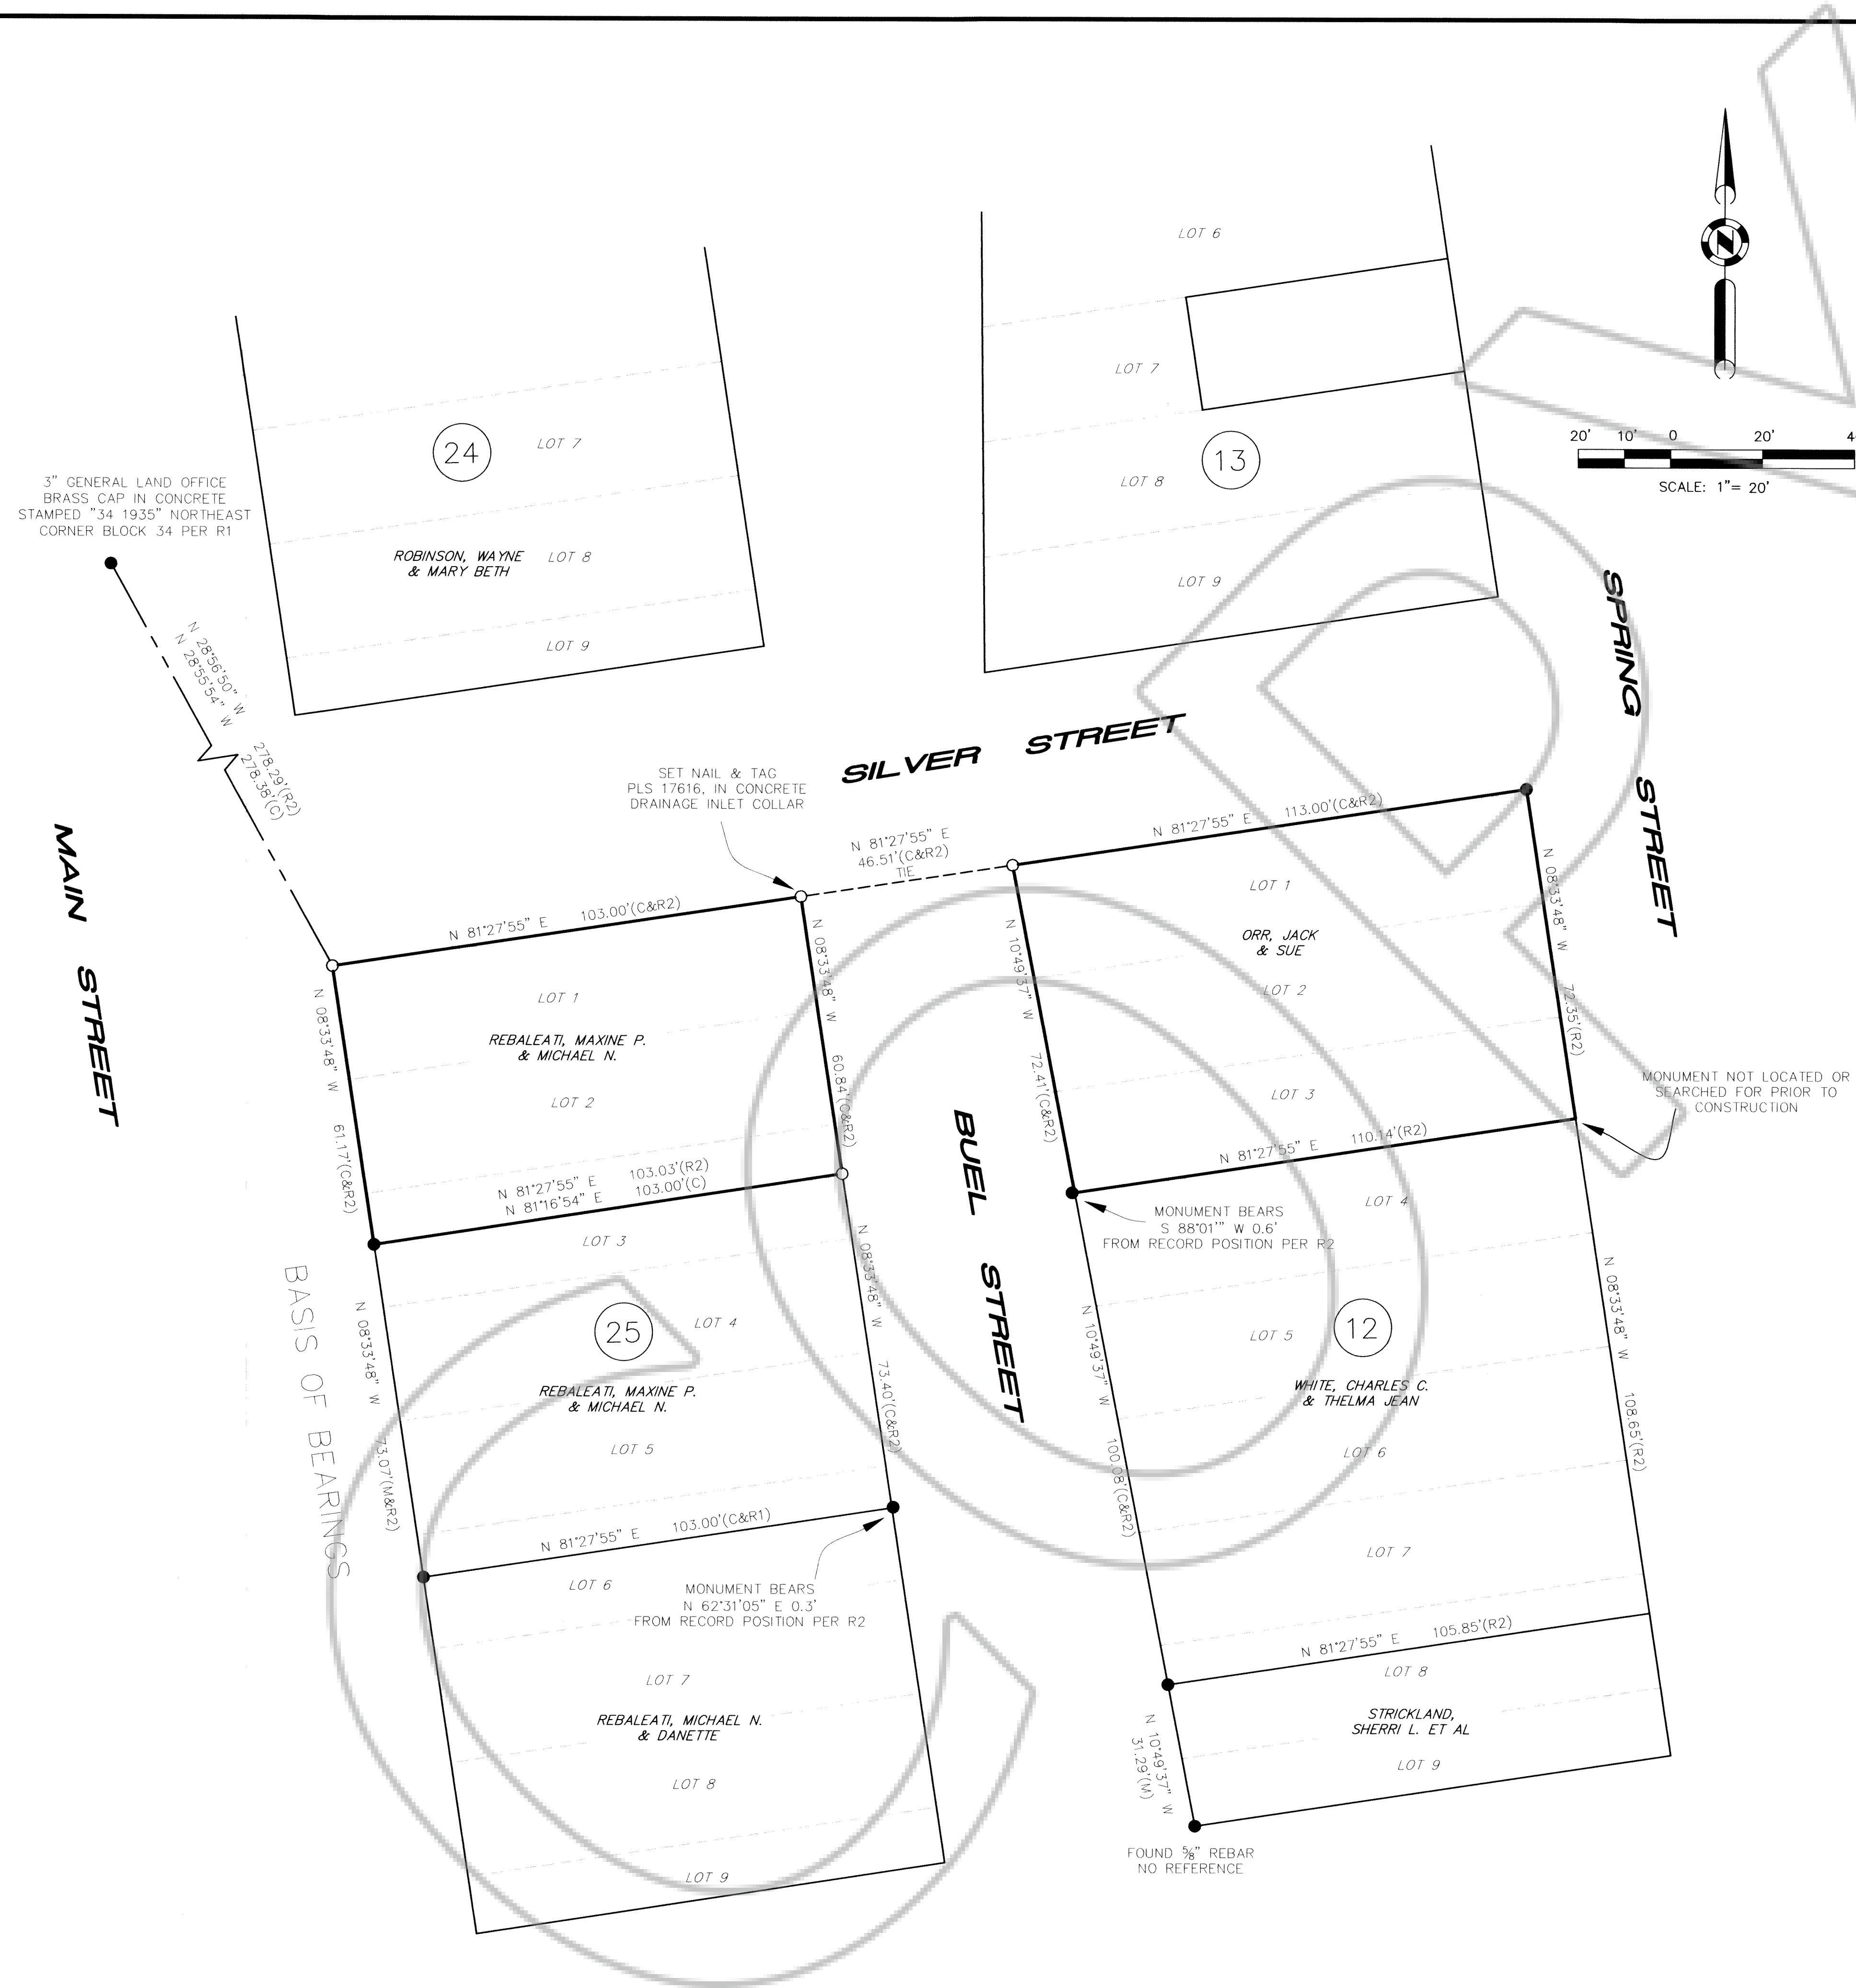 LOT 6
LOT 7
LOT 8
LOT 9
13
24
LOT 7
ROBINSON, WAYNE
& MARY BETH
LOT 8
LOT 9
20' 10' 0 20' 4
SCALE: 1"= 20'
3" GENERAL LAND OFFICE
BRASS CAP IN CONCRETE
STAMPED "34 1935" NORTHEAST
CORNER BLOCK 34 PER R1
N 28°56'50" W 278.29'(R2)
N 28°55'54" W 278.38'(C)
MAIN STREET
SILVER STREET
SPRING STREET
BUEL STREET
SET NAIL & TAG
PLS 17616, IN CONCRETE
DRAINAGE INLET COLLAR
N 81°27'55" E
46.51'(C&R2)
TIE
N 81°27'55" E 113.00'(C&R2)
N 81°27'55" E 103.00'(C&R2)
N 08°33'48" W 61.17'(C&R2)
LOT 1
REBALEATI, MAXINE P.
& MICHAEL N.
LOT 2
N 08°33'48" W 60.84'(C&R2)
N 81°27'55" E 103.03'(R2)
N 81°16'54" E 103.00'(C)
N 10°49'37" W 72.41'(C&R2)
LOT 1
ORR, JACK
& SUE
LOT 2
LOT 3
N 08°33'48" W 72.35'(R2)
N 81°27'55" E 110.14'(R2)
MONUMENT NOT LOCATED OR
SEARCHED FOR PRIOR TO
CONSTRUCTION
MONUMENT BEARS
S 88°01'" W 0.6'
FROM RECORD POSITION PER R2
BASIS OF BEARINGS
N 08°33'48" W 73.07'(M&R2)
LOT 3
LOT 4
25
REBALEATI, MAXINE P.
& MICHAEL N.
LOT 5
N 08°33'48" W 73.40'(C&R2)
N 81°27'55" E 103.00'(C&R1)
LOT 6
MONUMENT BEARS
N 62°31'05" E 0.3'
FROM RECORD POSITION PER R2
LOT 7
REBALEATI, MICHAEL N.
& DANETTE
LOT 8
LOT 9
LOT 4
LOT 5
12
WHITE, CHARLES C.
& THELMA JEAN
LOT 6
LOT 7
N 10°49'37" W 100.08'(C&R2)
N 08°33'48" W 108.65'(R2)
N 81°27'55" E 105.85'(R2)
LOT 8
STRICKLAND,
SHERRI L. ET AL
LOT 9
N 10°49'37" W
31.29'(M)
FOUND ⅝" REBAR
NO REFERENCE